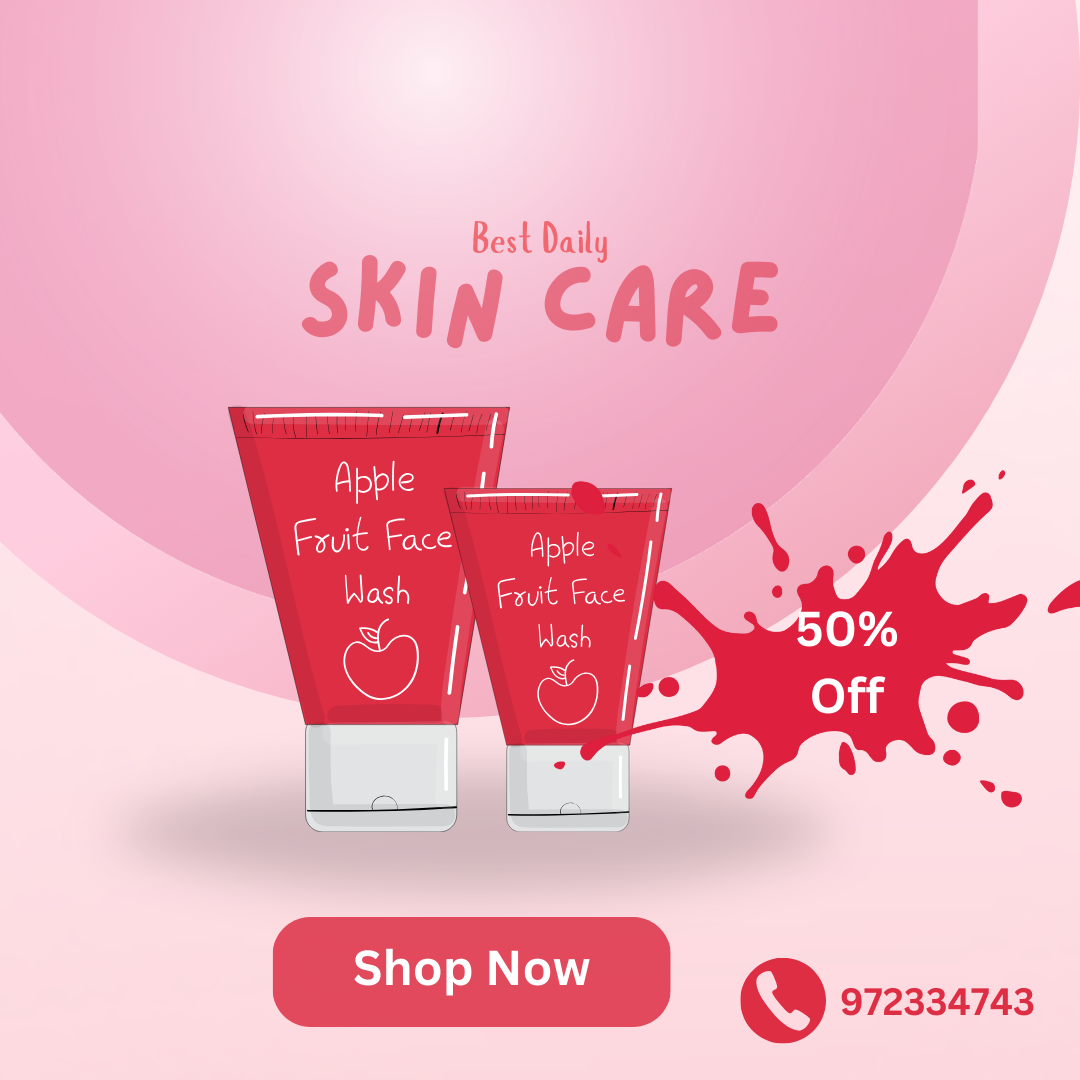 Best Daily
SKIN CARE
Apple
Fruit Face
Wash
Apple
Fruit Face
Wash
50%
Off
Shop Now
972334743